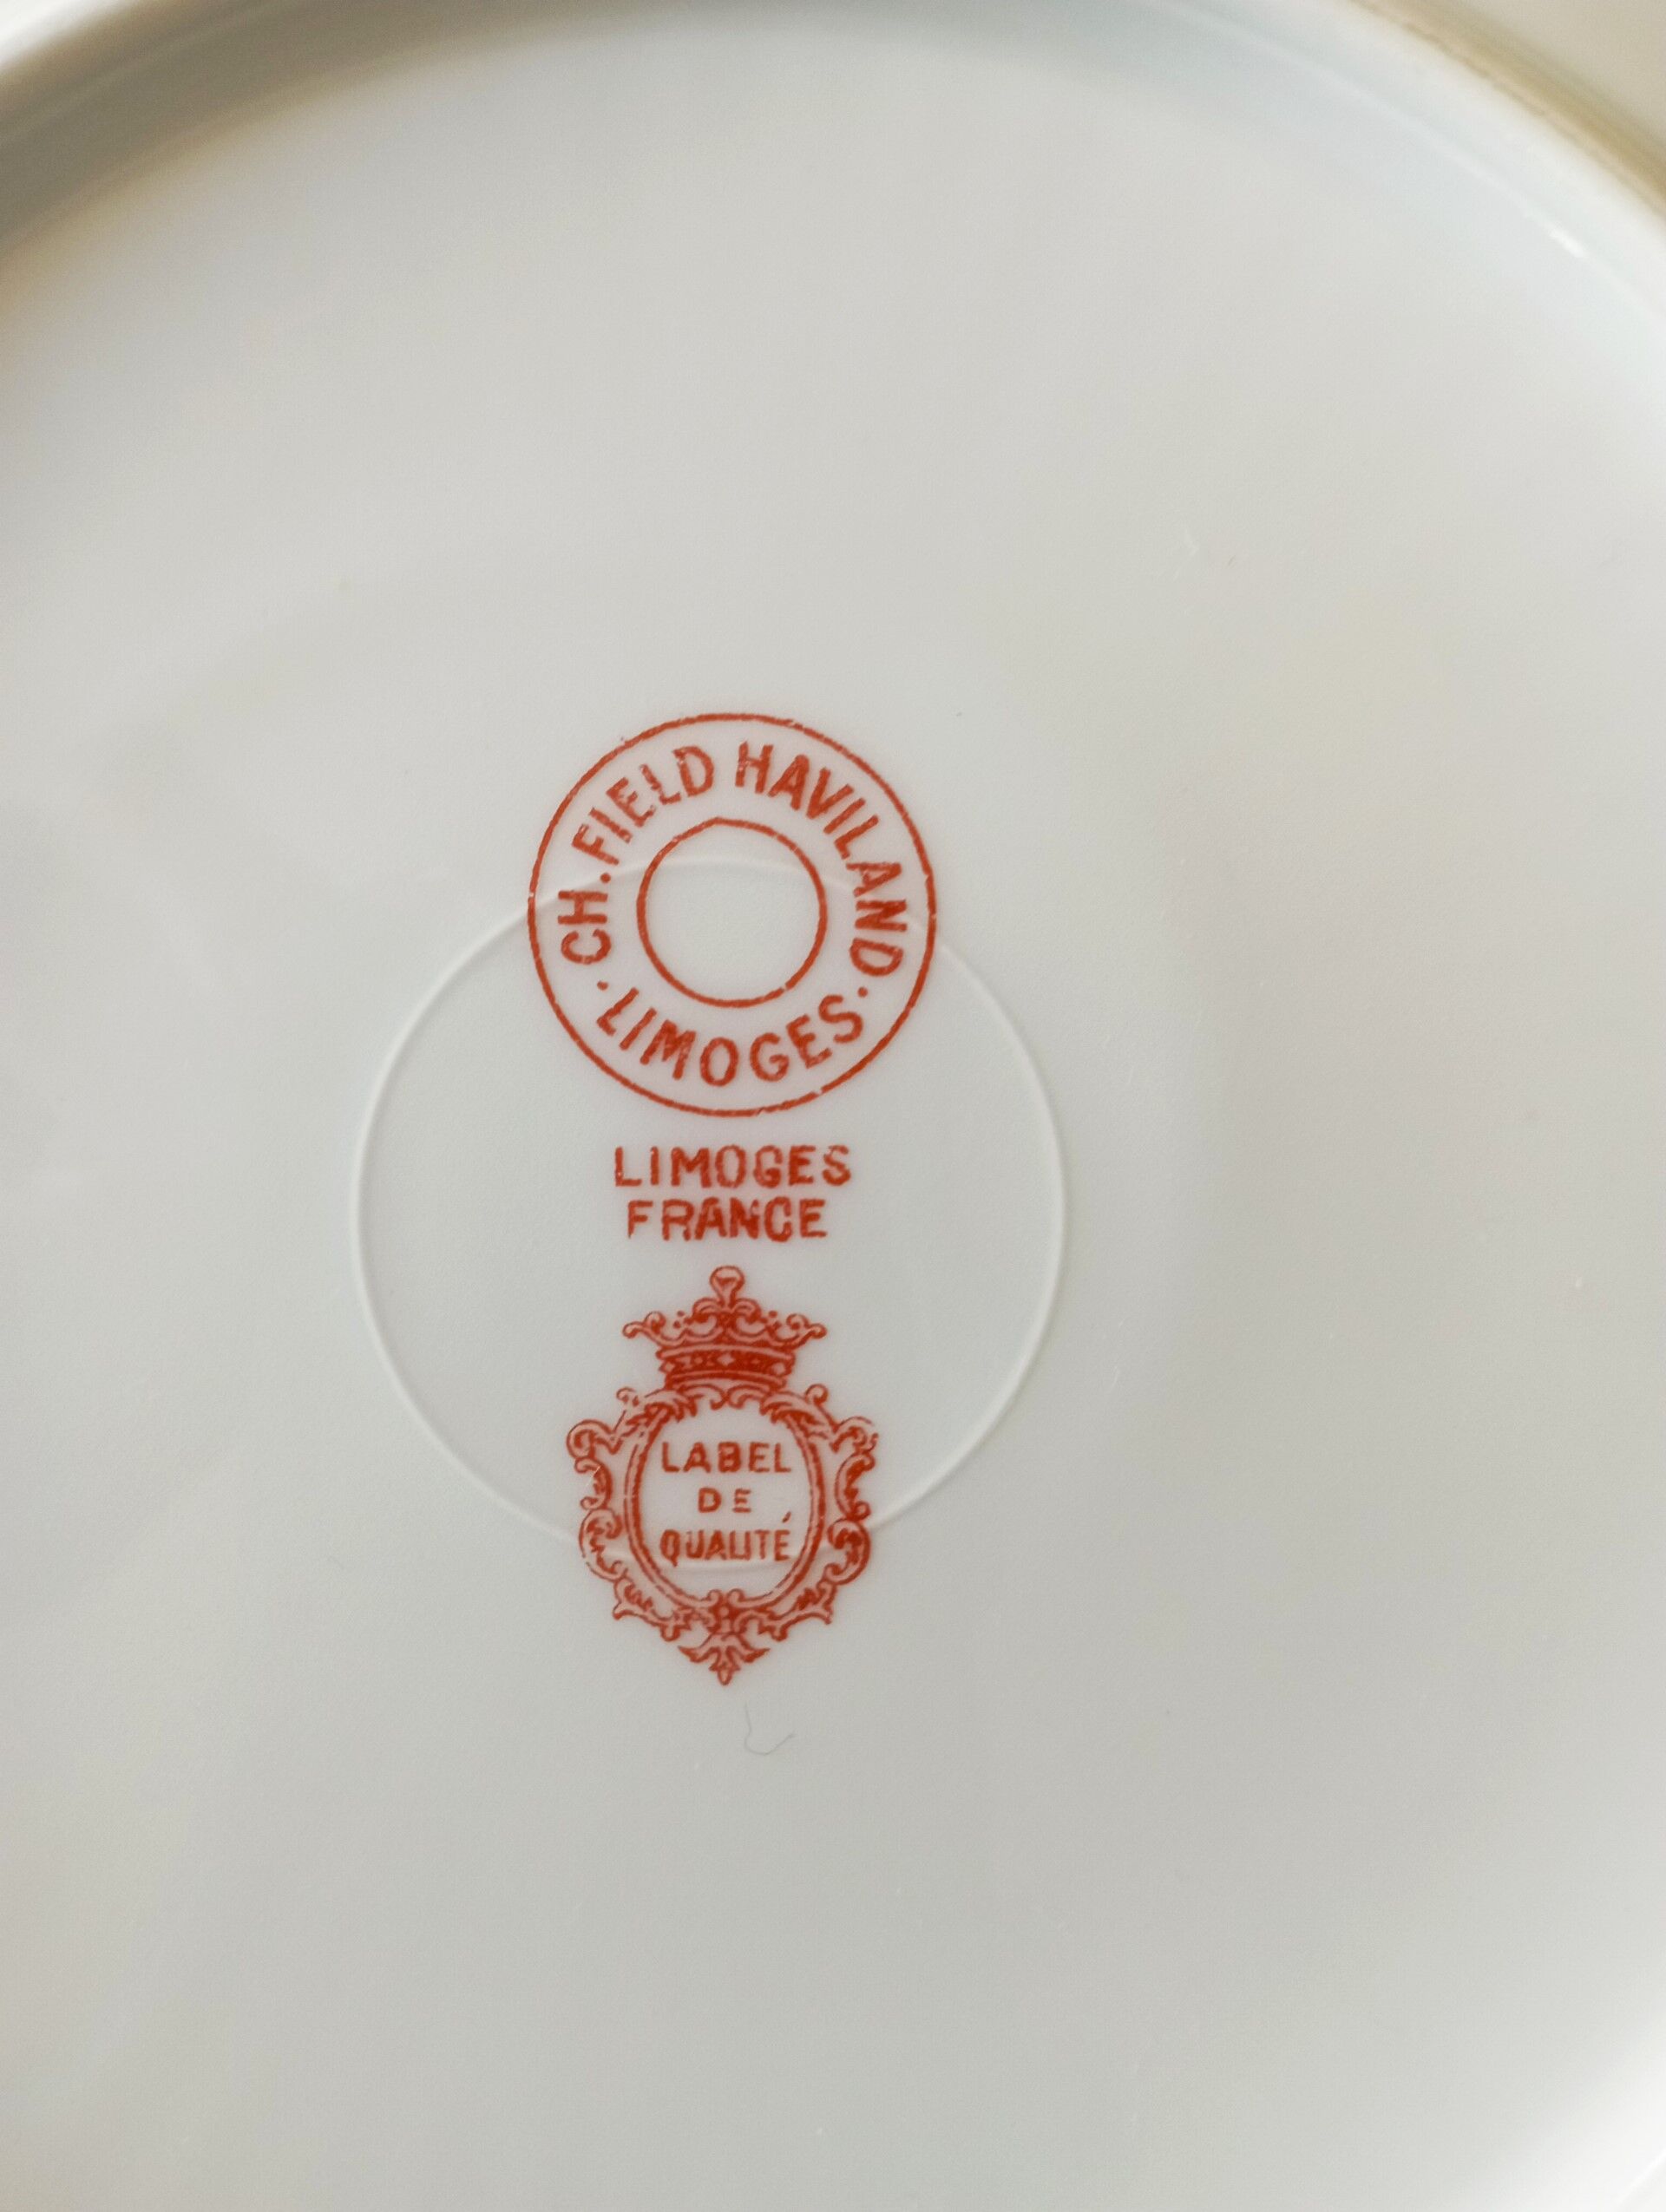 CH. FIELD HAVILAND
· LIMOGES ·
LIMOGES
FRANCE
LABEL
DE
QUALITÉ